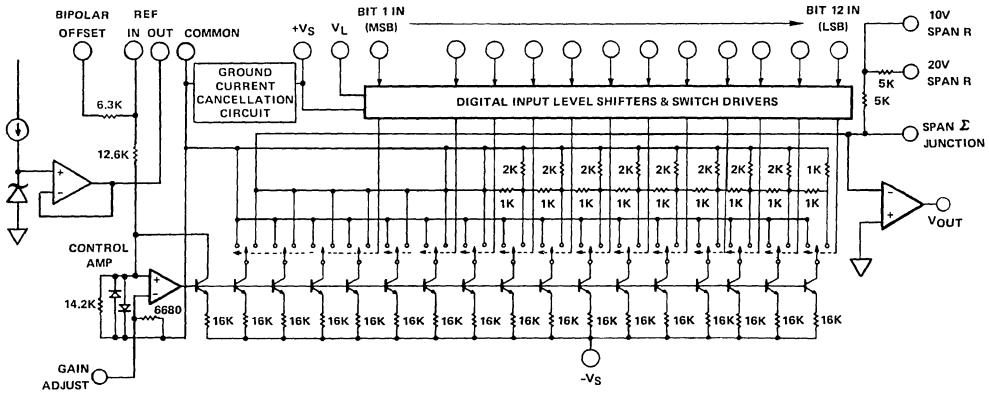 BIPOLAR
OFFSET
REF
IN OUT
COMMON
+VS
VL
BIT 1 IN
(MSB)
BIT 12 IN
(LSB)
10V
SPAN R
20V
SPAN R
5K
5K
SPAN Σ
JUNCTION
GROUND
CURRENT
CANCELLATION
CIRCUIT
DIGITAL INPUT LEVEL SHIFTERS & SWITCH DRIVERS
6.3K
12.6K
2K 2K 2K 2K 2K 2K 2K 1K
1K 1K 1K 1K 1K 1K 1K 1K
+
-
-
+
VOUT
CONTROL
AMP
+
-
14.2K
6680
16K 16K 16K 16K 16K 16K 16K 16K 16K 16K 16K 16K 16K 16K 16K 16K
GAIN
ADJUST
-VS